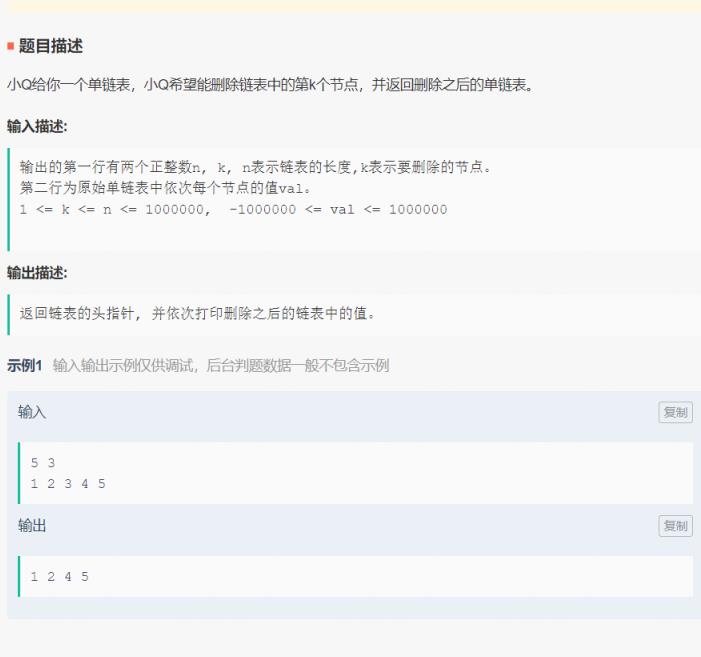 题目描述
小Q给你一个单链表，小Q希望能删除链表中的第k个节点，并返回删除之后的单链表。
输入描述:
输出的第一行有两个正整数n, k, n表示链表的长度,k表示要删除的节点。
第二行为原始单链表中依次每个节点的值val。
1 <= k <= n <= 1000000,  -1000000 <= val <= 1000000
输出描述:
返回链表的头指针, 并依次打印删除之后的链表中的值。
示例1 输入输出示例仅供调试，后台判题数据一般不包含示例
输入 复制
5 3
1 2 3 4 5
输出 复制
1 2 4 5